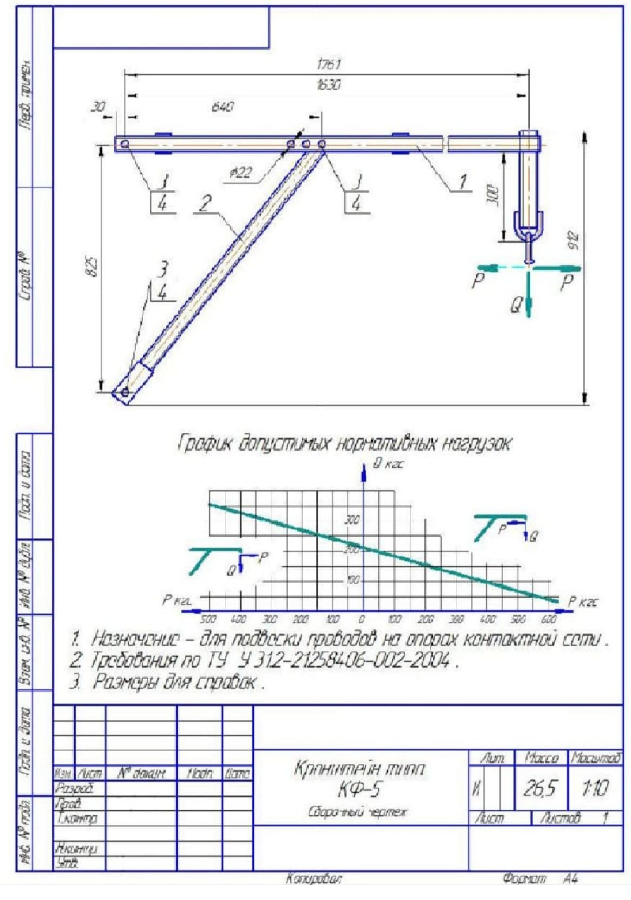 Перв. примен.
Справ. №
Подп. и дата
Инв. № дубл.
Взам. инв. №
Подп. и дата
Инв. № подл.
1761
1630
30
640
ø22
3
4
2
3
4
1
300
912
825
3
4
P
P
Q
График допустимых нормативных нагрузок
Q кгс
300
200
100
P
Q
P
Q
P кгс
P кгс
500 400 300 200 100 0 100 200 300 400 500 600
1. Назначение – для подвески проводов на опорах контактной сети .
2. Требования по ТУ У 31.2-21258406-002-2004 .
3. Размеры для справок .
Изм. Лист № докум. Подп. Дата
Разраб.
Пров.
Т.контр.
Н.контр.
Утв.
Кронштейн типа
КФ-5
Сборочный чертеж
Лит. Масса Масштаб
И 26,5 1:10
Лист Листов 1
Копировал
Формат А4